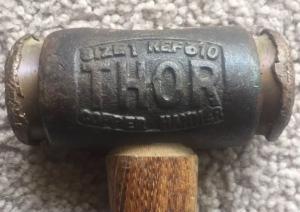 SIZE 1 REF 610
THOR
COPPER HAMMER